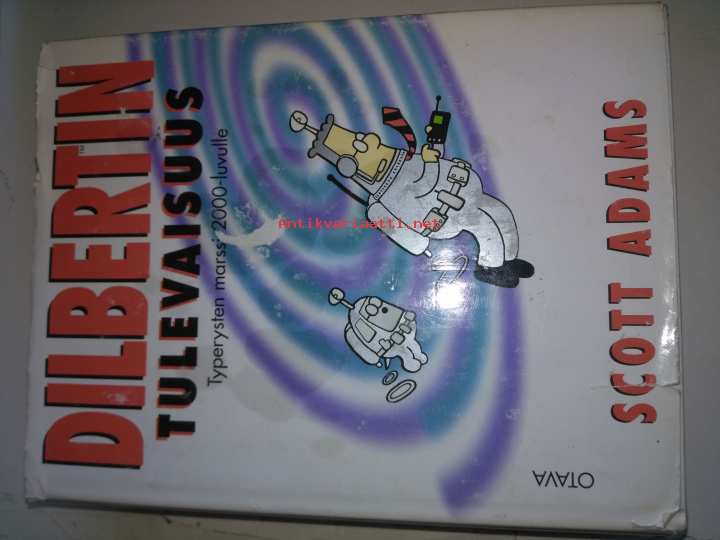 DILBERTIN
TULEVAISUUS
Typerysten marssi 2000-luvulle
Antikvariaatti.net
SCOTT ADAMS
OTAVA